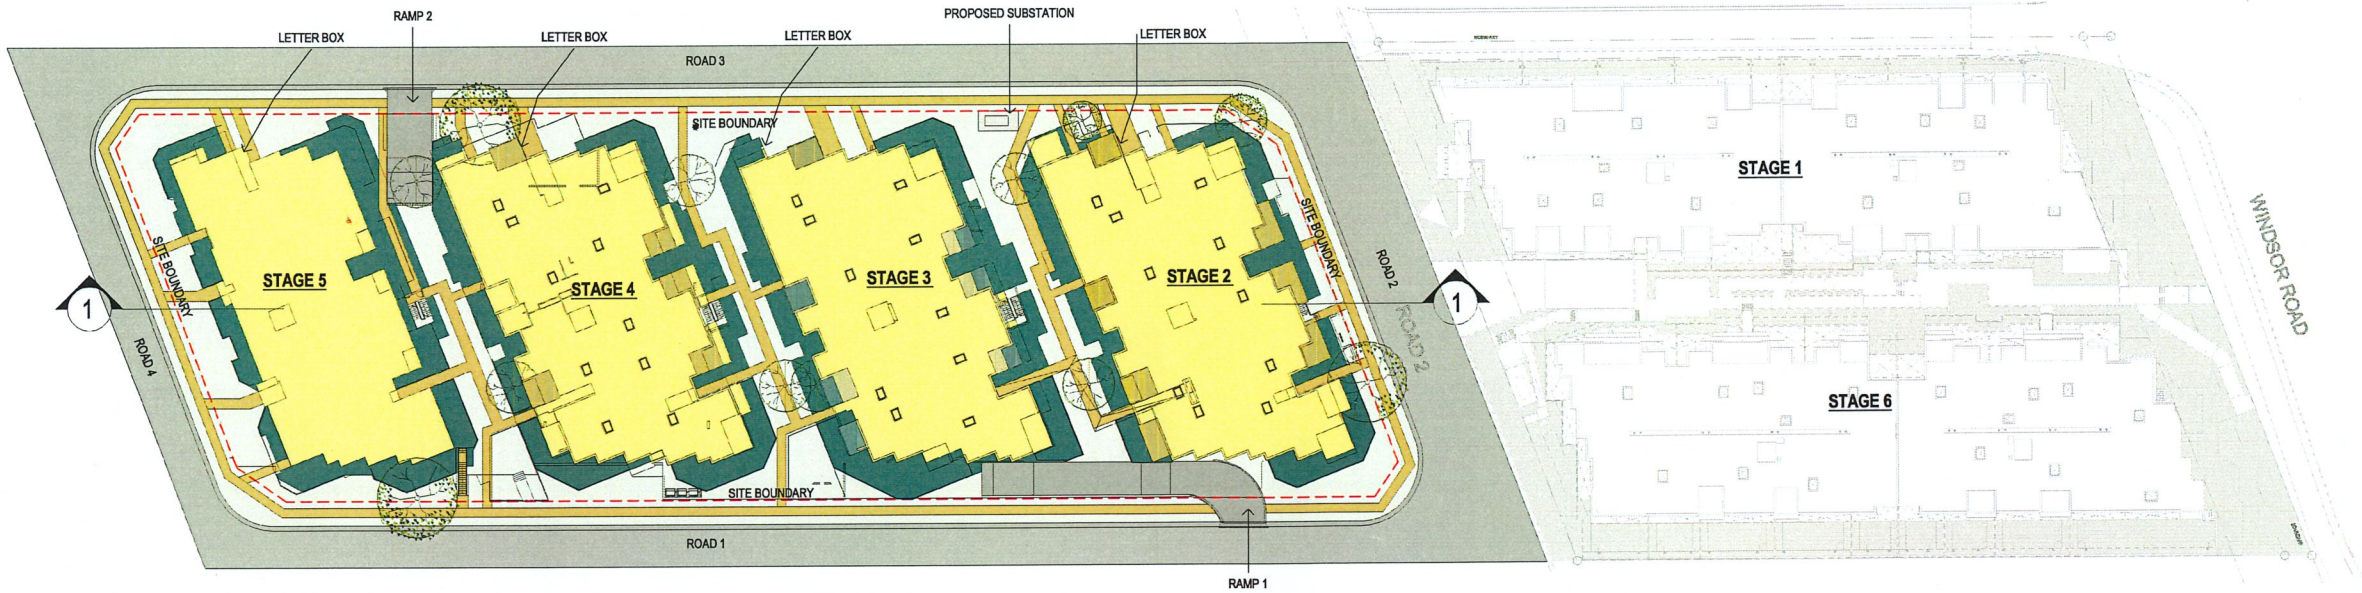 RAMP 2
PROPOSED SUBSTATION
LETTER BOX
LETTER BOX
LETTER BOX
LETTER BOX
ROAD 3
SITE BOUNDARY
STAGE 1
SITE BOUNDARY
SITE BOUNDARY
WINDSOR ROAD
STAGE 5
STAGE 4
STAGE 3
STAGE 2
ROAD 2
1
1
ROAD 2
ROAD 4
STAGE 6
SITE BOUNDARY
ROAD 1
RAMP 1